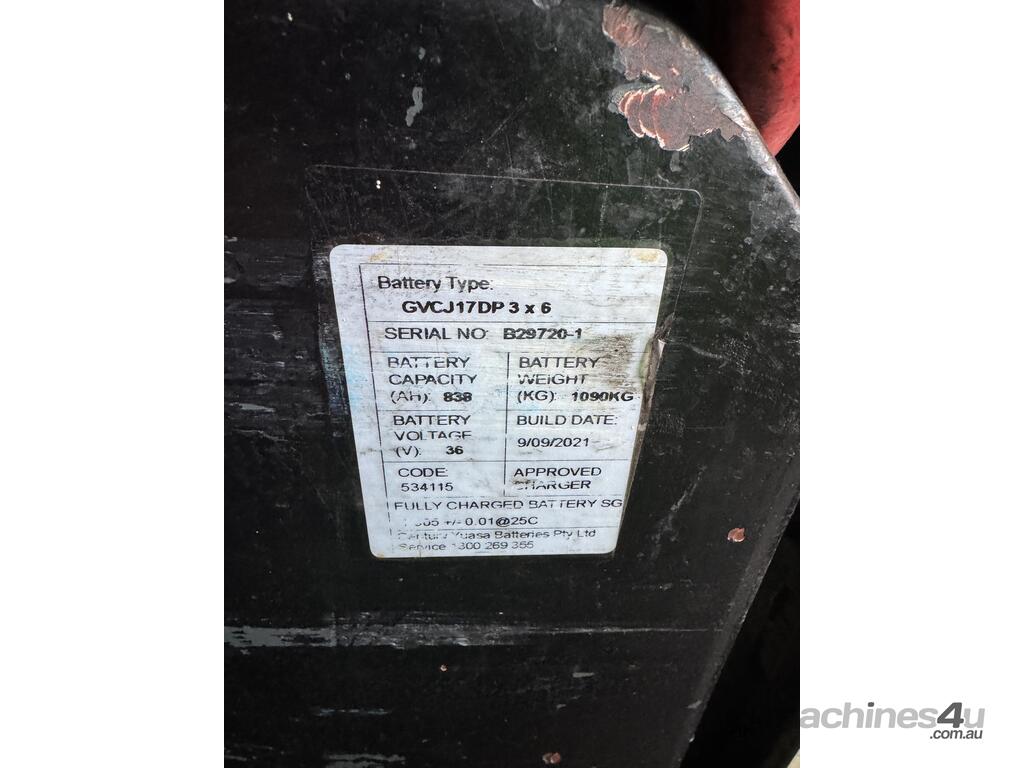 Battery Type:
GVCJ17DP 3 x 6
SERIAL NO: B29720-1
BATTERY
CAPACITY
(AH): 838
BATTERY
WEIGHT
(KG): 1090KG
BATTERY
VOLTAGE
(V): 36
BUILD DATE:
9/09/2021
CODE:
534115
APPROVED
CHARGER
FULLY CHARGED BATTERY SG
+/- 0.01@25C
Century Yuasa Batteries Pty Ltd
Service 1300 269 355
machines4u
.com.au